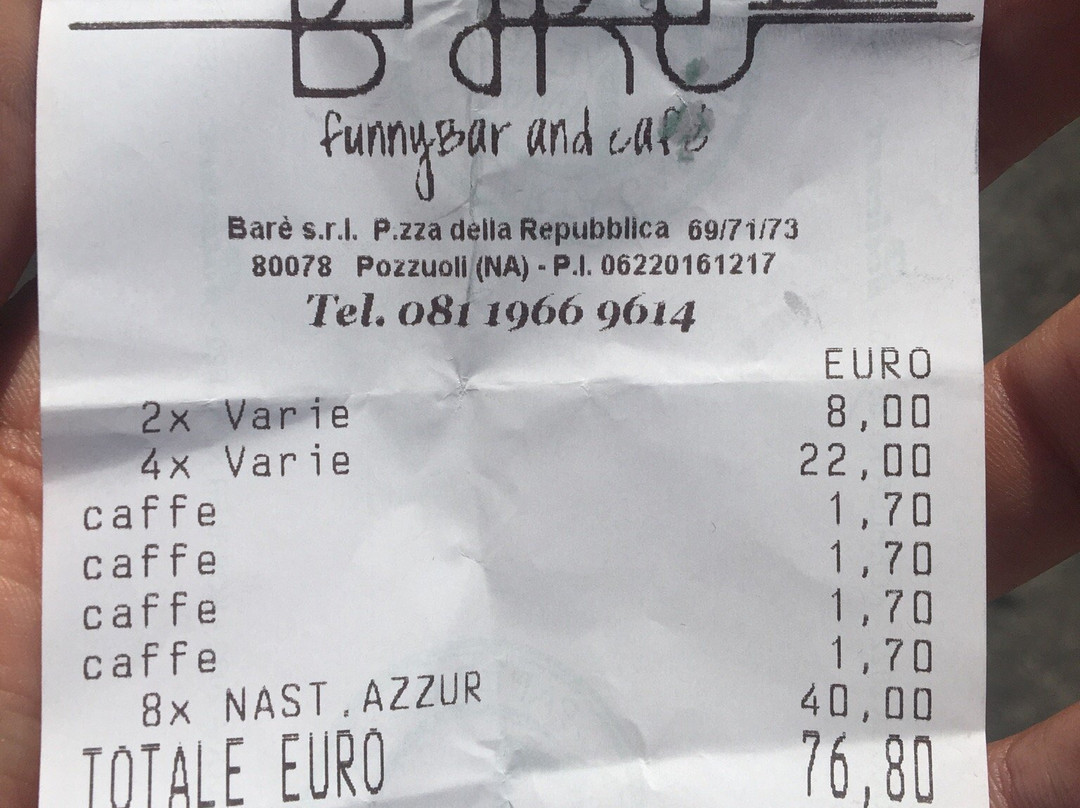 BARÈ
funnyBar and café
Barè s.r.l. P.zza della Repubblica 69/71/73
80078 Pozzuoli (NA) - P.I. 06220161217
Tel. 081 1966 9614
EURO
2x Varie 8,00
4x Varie 22,00
caffe 1,70
caffe 1,70
caffe 1,70
caffe 1,70
8x NAST.AZZUR 40,00
TOTALE EURO 76,80